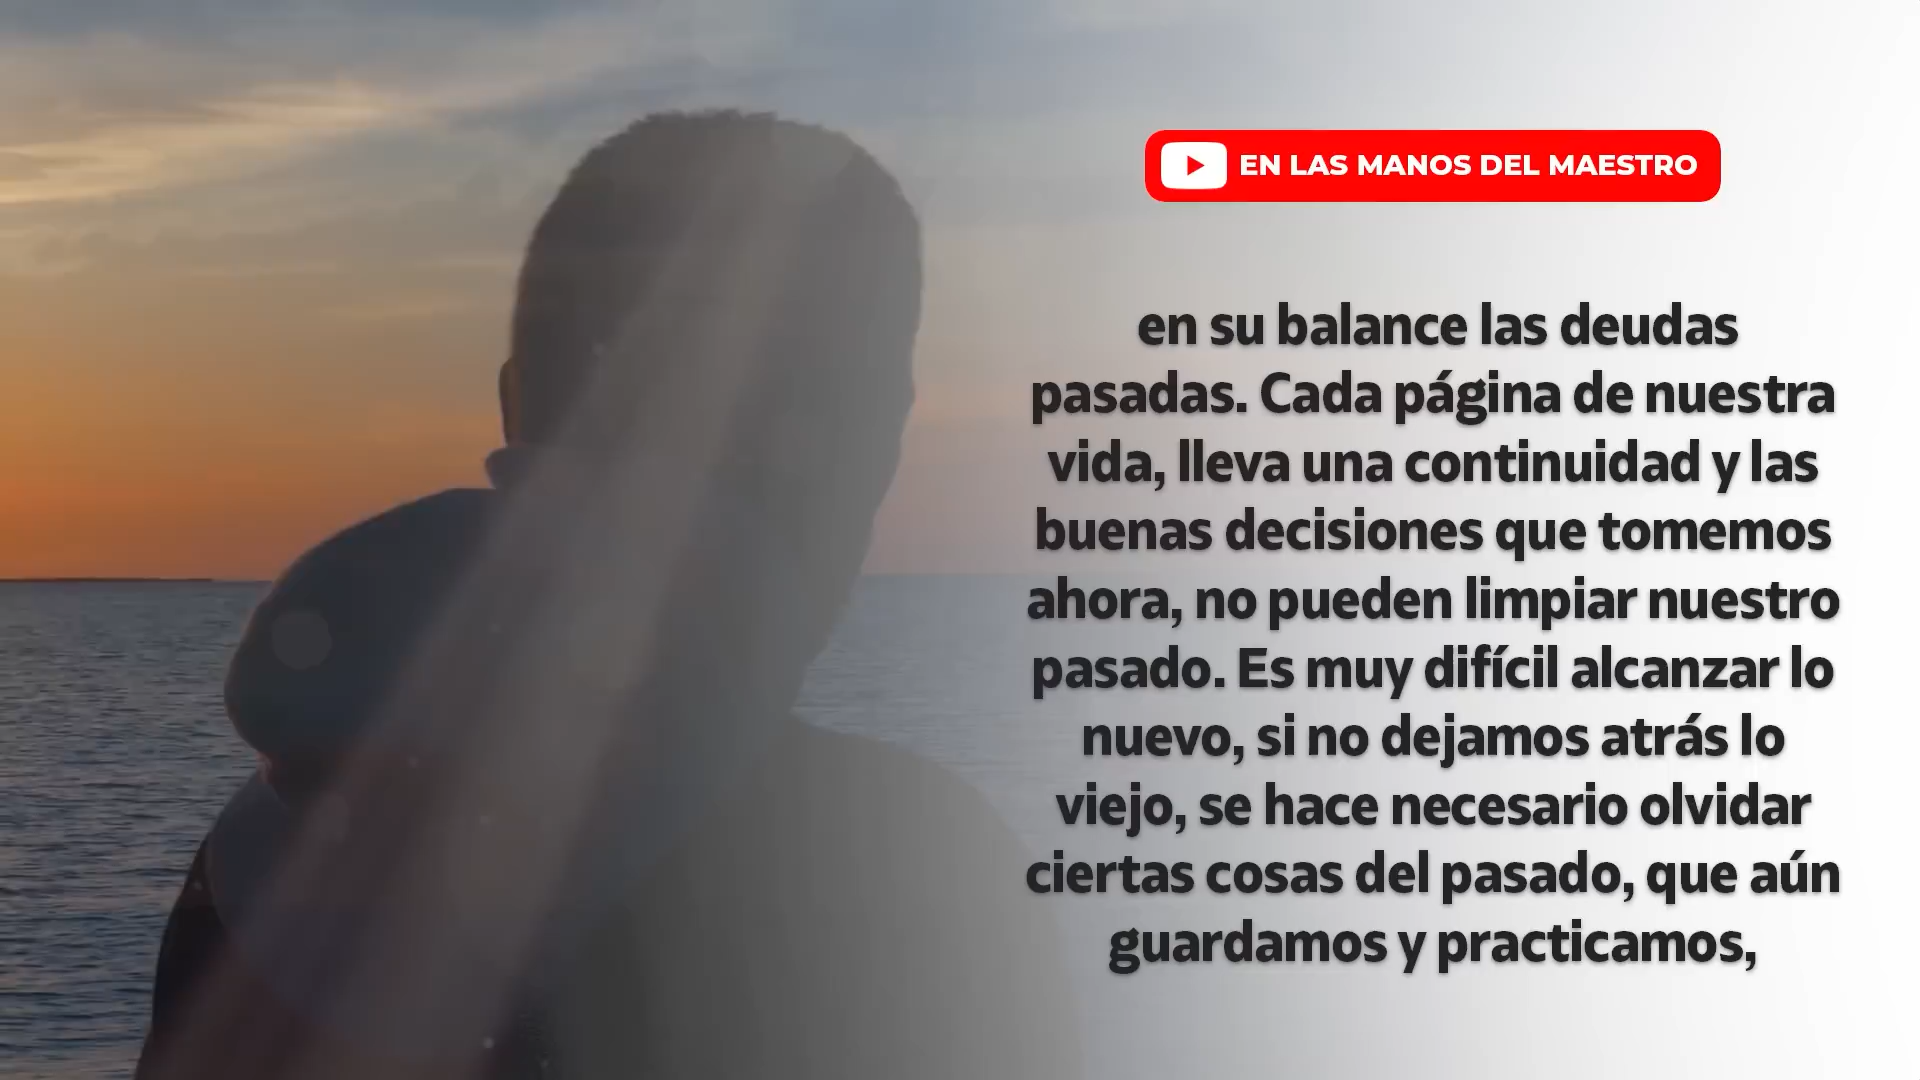 EN LAS MANOS DEL MAESTRO
en su balance las deudas
pasadas. Cada página de nuestra
vida, lleva una continuidad y las
buenas decisiones que tomemos
ahora, no pueden limpiar nuestro
pasado. Es muy difícil alcanzar lo
nuevo, si no dejamos atrás lo
viejo, se hace necesario olvidar
ciertas cosas del pasado, que aún
guardamos y practicamos,